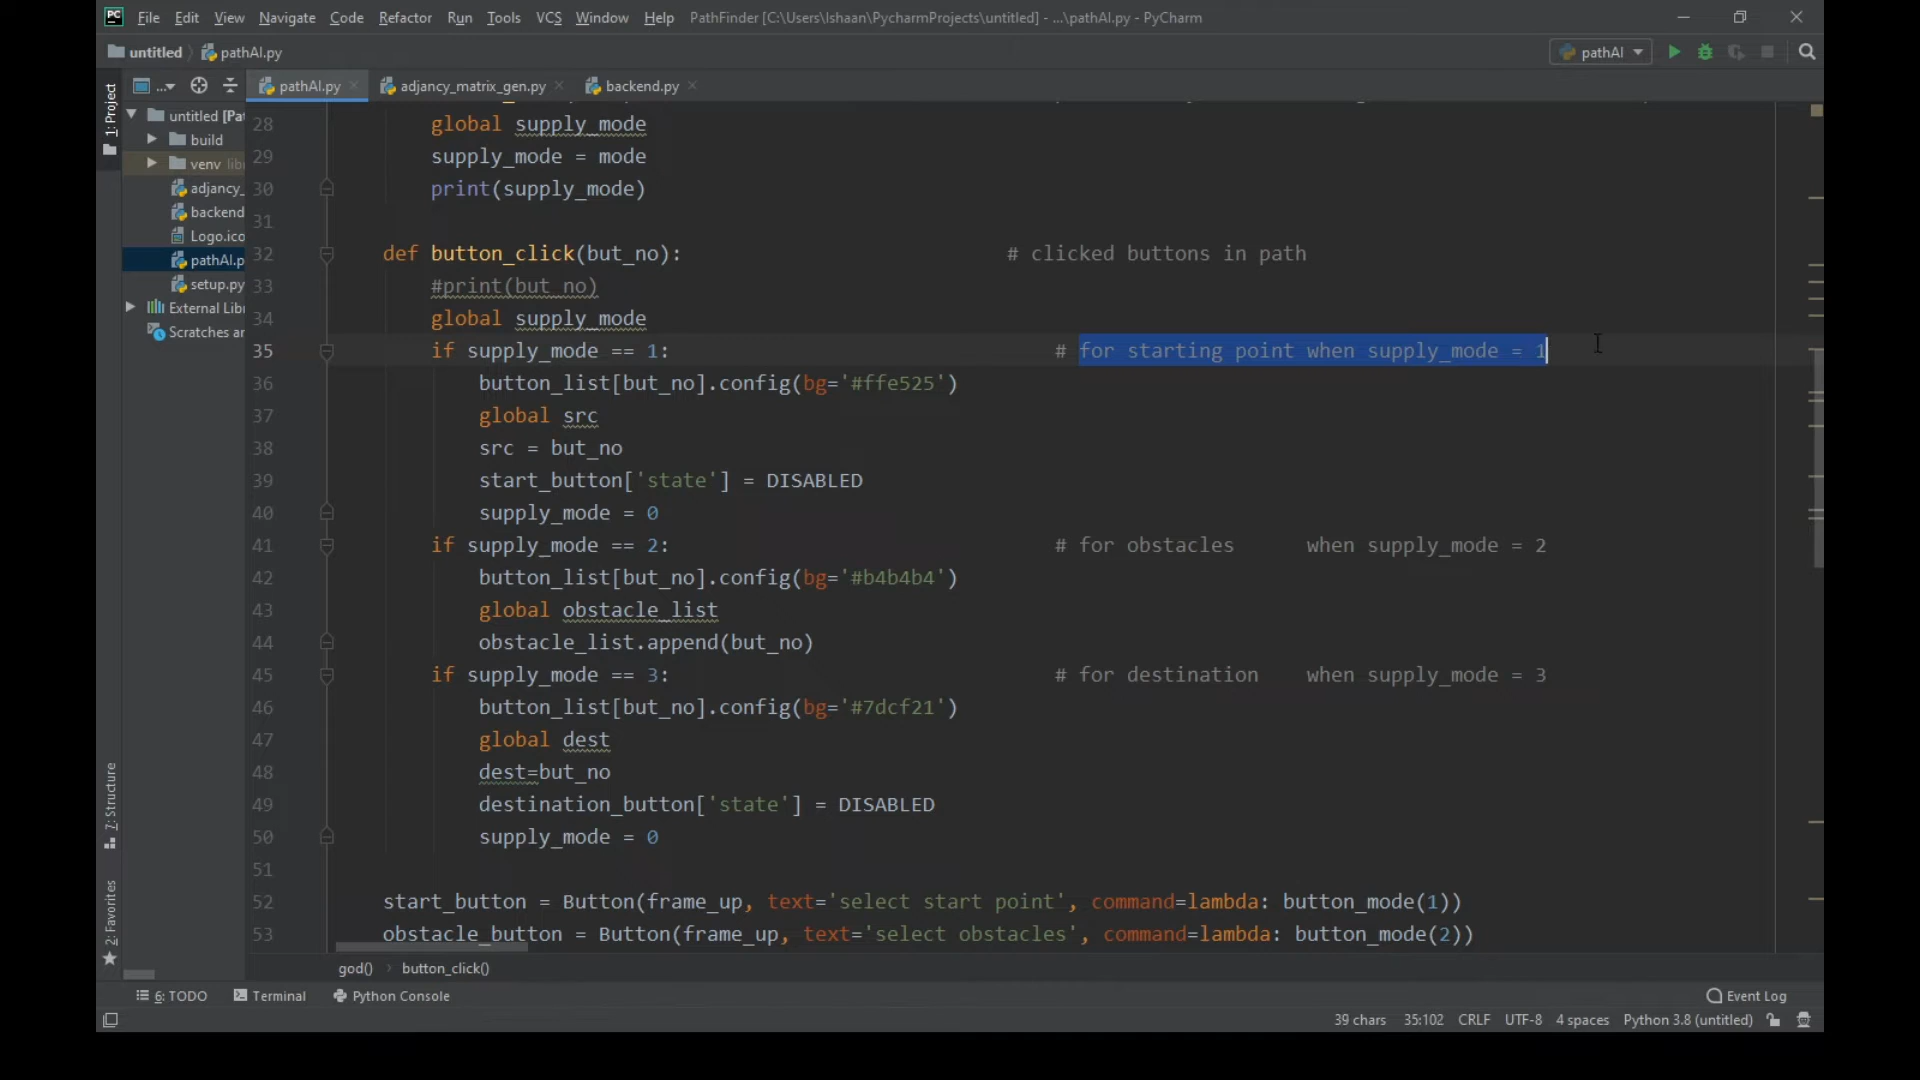 PC File Edit View Navigate Code Refactor Run Tools VCS Window Help PathFinder [C:\Users\Ishaan\PycharmProjects\untitled] - ...\pathAI.py - PyCharm
untitled pathAI.py pathAI
1: Project ... pathAI.py adjancy_matrix_gen.py backend.py
untitled [Pat
build
venv lib
adjancy_
backend
Logo.ico
pathAI.p
setup.py
External Lib
Scratches ar
28 global supply_mode
29 supply_mode = mode
30 print(supply_mode)
31
32 def button_click(but_no): # clicked buttons in path
33 #print(but_no)
34 global supply_mode
35 if supply_mode == 1: # for starting point when supply_mode = 1
36 button_list[but_no].config(bg='#ffe525')
37 global src
38 src = but_no
39 start_button['state'] = DISABLED
40 supply_mode = 0
41 if supply_mode == 2: # for obstacles when supply_mode = 2
42 button_list[but_no].config(bg='#b4b4b4')
43 global obstacle_list
44 obstacle_list.append(but_no)
45 if supply_mode == 3: # for destination when supply_mode = 3
46 button_list[but_no].config(bg='#7dcf21')
47 global dest
48 dest=but_no
49 destination_button['state'] = DISABLED
50 supply_mode = 0
51
52 start_button = Button(frame_up, text='select start point', command=lambda: button_mode(1))
53 obstacle_button = Button(frame_up, text='select obstacles', command=lambda: button_mode(2))
7: Structure
2: Favorites
god() button_click()
6: TODO Terminal Python Console Event Log
39 chars 35:102 CRLF UTF-8 4 spaces Python 3.8 (untitled)